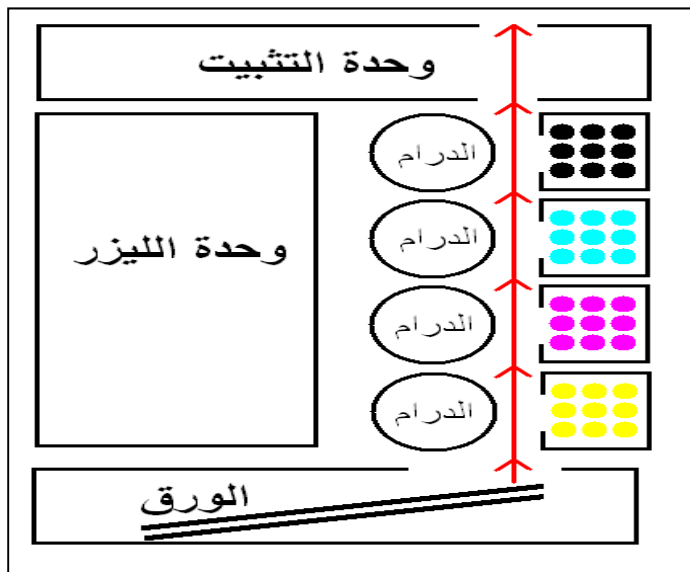 وحدة التثبيت
الدرام
الدرام
وحدة الليزر
الدرام
الدرام
الورق